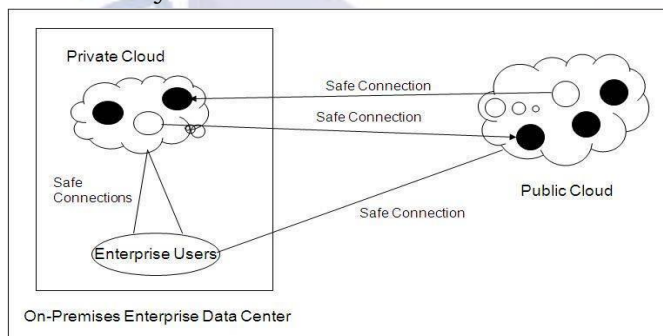 Private Cloud
Safe Connection
Safe Connection
Safe
Connections
Public Cloud
Safe Connection
Enterprise Users
On-Premises Enterprise Data Center